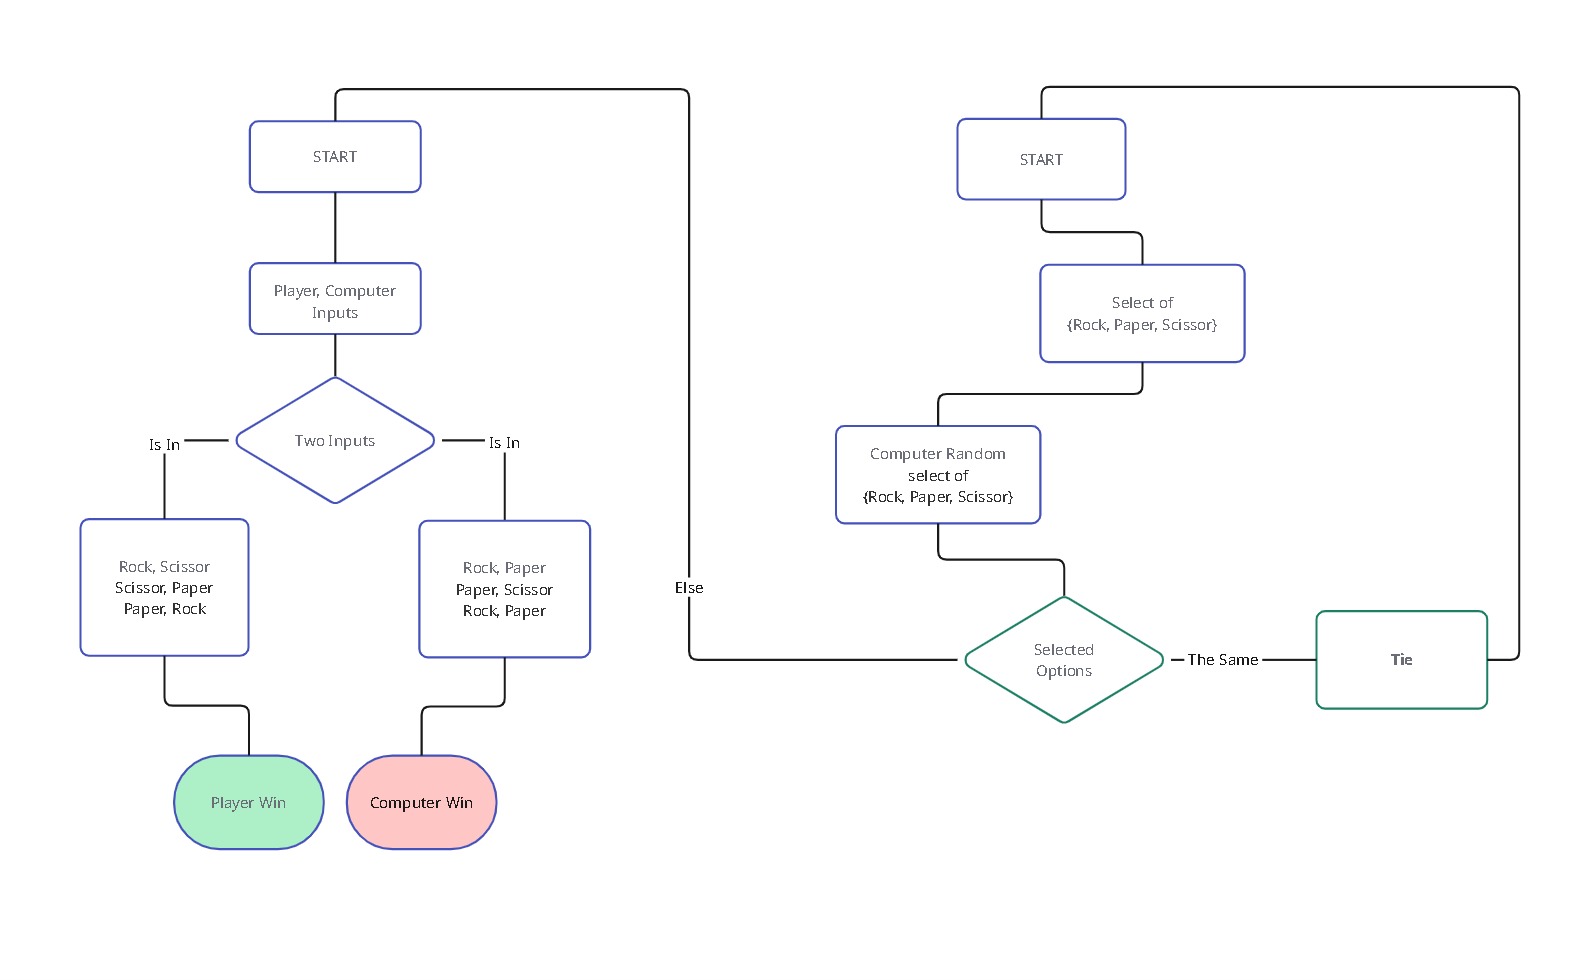 START
Player, Computer
Inputs
Two Inputs
Is In
Is In
Rock, Scissor
Scissor, Paper
Paper, Rock
Rock, Paper
Paper, Scissor
Rock, Paper
Player Win
Computer Win
Else
START
Select of
{Rock, Paper, Scissor}
Computer Random
select of
{Rock, Paper, Scissor}
Selected
Options
The Same
Tie